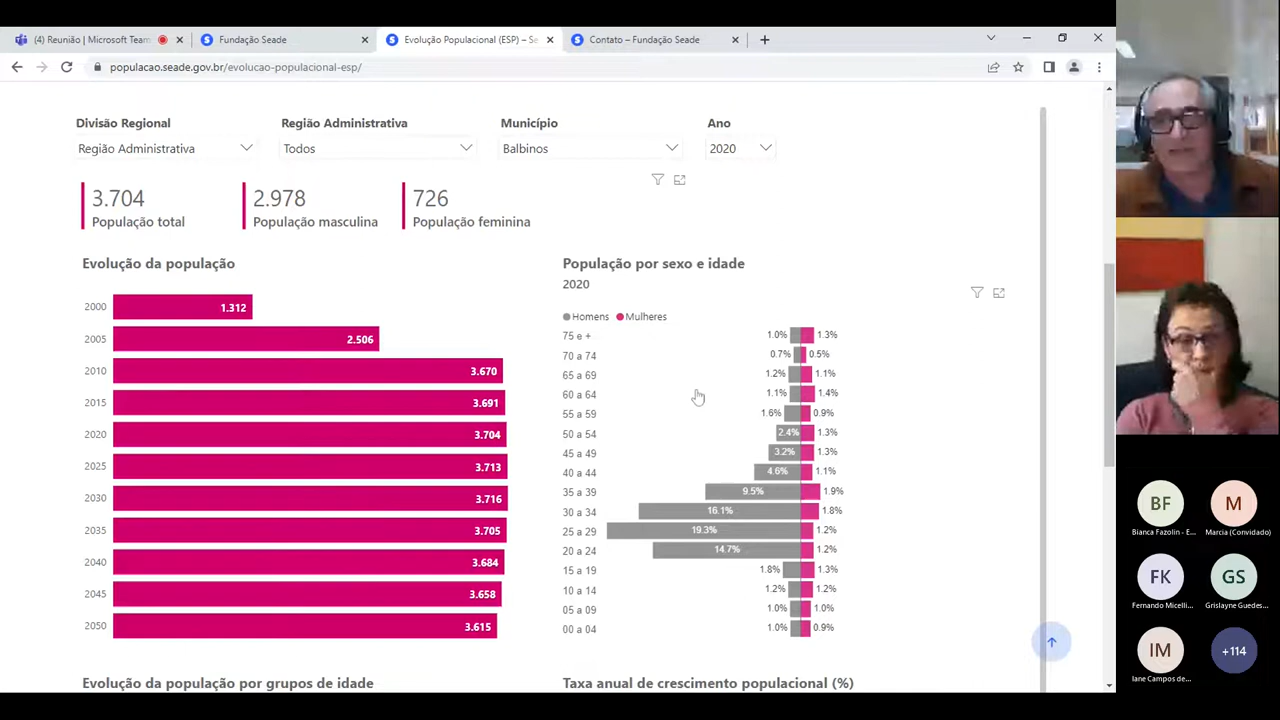 (4) Reunião | Microsoft Team
Fundação Seade
Evolução Populacional (ESP) – Se
Contato – Fundação Seade
populacao.seade.gov.br/evolucao-populacional-esp/
Divisão Regional
Região Administrativa
Município
Ano
Região Administrativa
Todos
Balbinos
2020
3.704
2.978
726
População total
População masculina
População feminina
Evolução da população
2000 1.312
2005 2.506
2010 3.670
2015 3.691
2020 3.704
2025 3.713
2030 3.716
2035 3.705
2040 3.684
2045 3.658
2050 3.615
População por sexo e idade
2020
Homens Mulheres
75 e + 1.0% 1.3%
70 a 74 0.7% 0.5%
65 a 69 1.2% 1.1%
60 a 64 1.1% 1.4%
55 a 59 1.6% 0.9%
50 a 54 2.4% 1.3%
45 a 49 3.2% 1.3%
40 a 44 4.6% 1.1%
35 a 39 9.5% 1.9%
30 a 34 16.1% 1.8%
25 a 29 19.3% 1.2%
20 a 24 14.7% 1.2%
15 a 19 1.8% 1.3%
10 a 14 1.2% 1.2%
05 a 09 1.0% 1.0%
00 a 04 1.0% 0.9%
Evolução da população por grupos de idade
Taxa anual de crescimento populacional (%)
BF
M
Bianca Fazolin - E...
Marcia (Convidado)
FK
GS
Fernando Micelli...
Grislayne Guedes...
IM
+114
Iane Campos de...